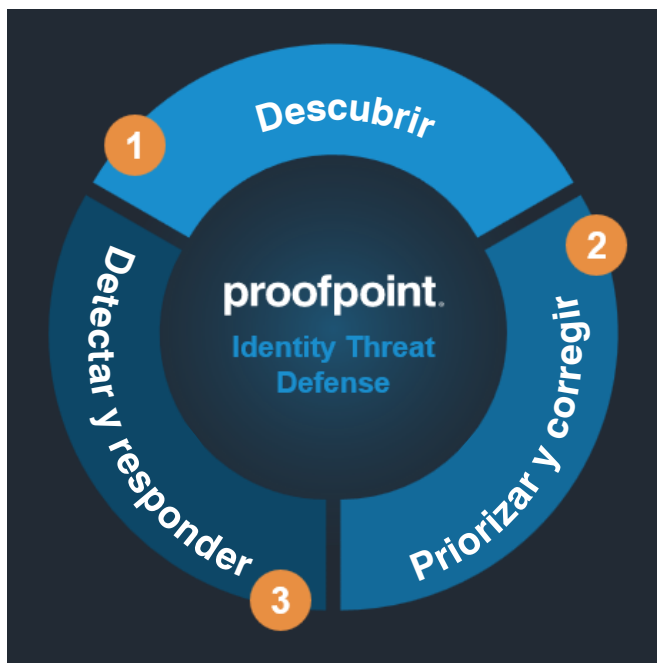 1
Descubrir
2
Priorizar y corregir
3
Detectar y responder
proofpoint.
Identity Threat
Defense